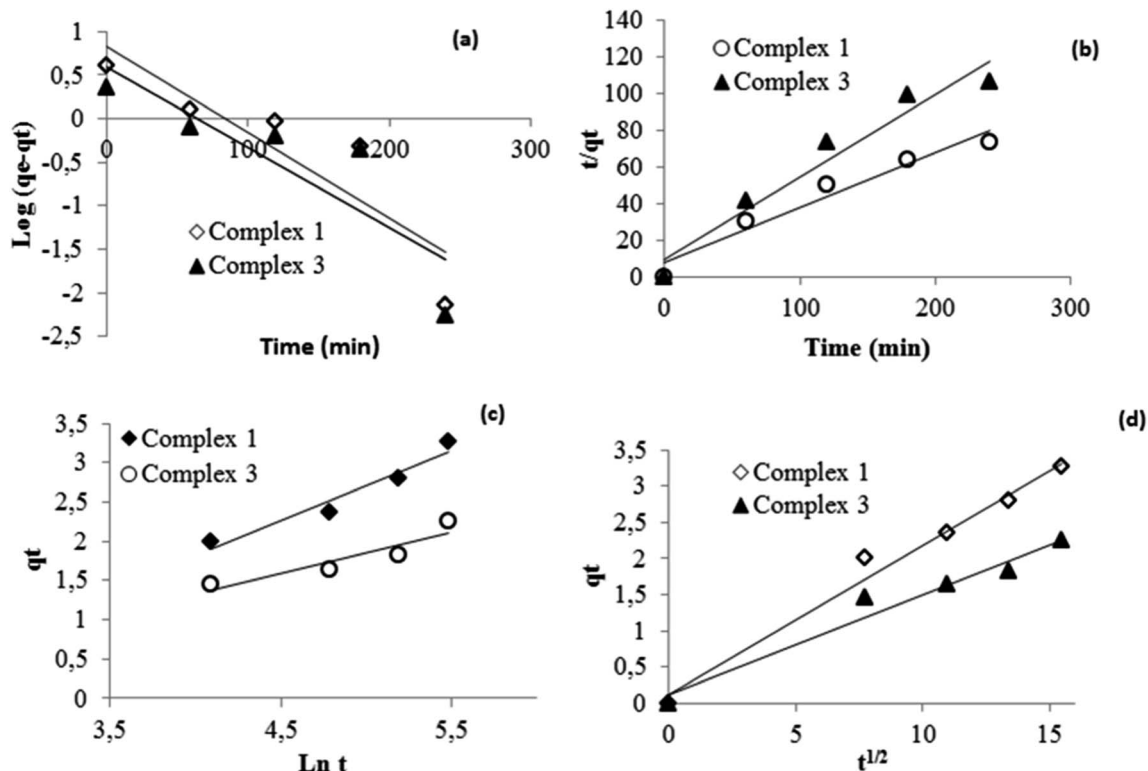 (a)
1
0,5
0
-0,5
-1
-1,5
-2
-2,5
0
100
200
300
Log (qe-qt)
Complex 1
Complex 3
Time (min)
(b)
140
120
100
80
60
40
20
0
0
100
200
300
t/qt
Complex 1
Complex 3
Time (min)
(c)
3,5
3
2,5
2
1,5
1
0,5
0
3,5
4,5
5,5
qt
Complex 1
Complex 3
Ln t
(d)
3,5
3
2,5
2
1,5
1
0,5
0
0
5
10
15
qt
Complex 1
Complex 3
t1/2